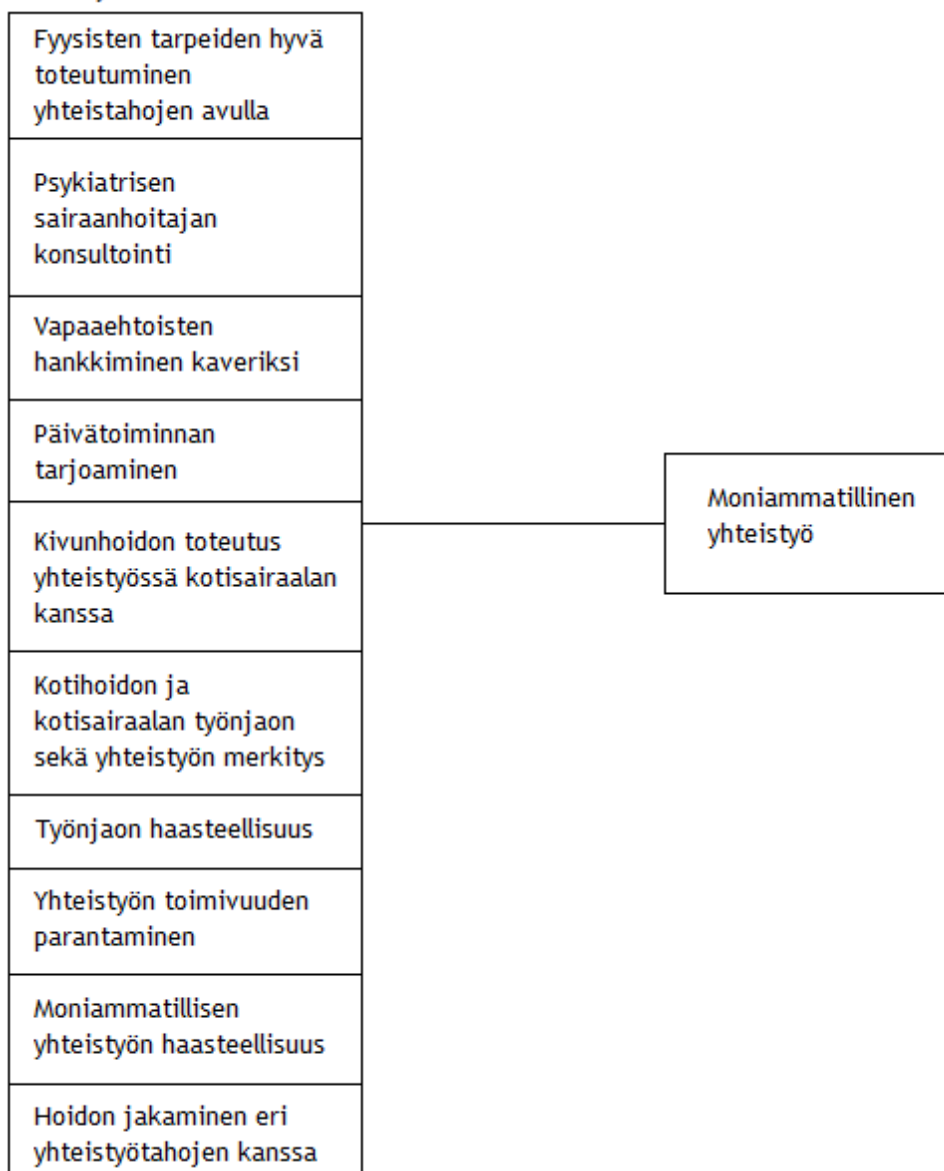 Fyysisten tarpeiden hyvä
toteutuminen
yhteistahojen avulla
Psykiatrisen
sairaanhoitajan
konsultointi
Vapaaehtoisten
hankkiminen kaveriksi
Päivätoiminnan
tarjoaminen
Kivunhoidon toteutus
yhteistyössä kotisairaalan
kanssa
Kotihoidon ja
kotisairaalan työnjaon
sekä yhteistyön merkitys
Työnjaon haasteellisuus
Yhteistyön toimivuuden
parantaminen
Moniammatillisen
yhteistyön haasteellisuus
Hoidon jakaminen eri
yhteistyötahojen kanssa
Moniammatillinen
yhteistyö